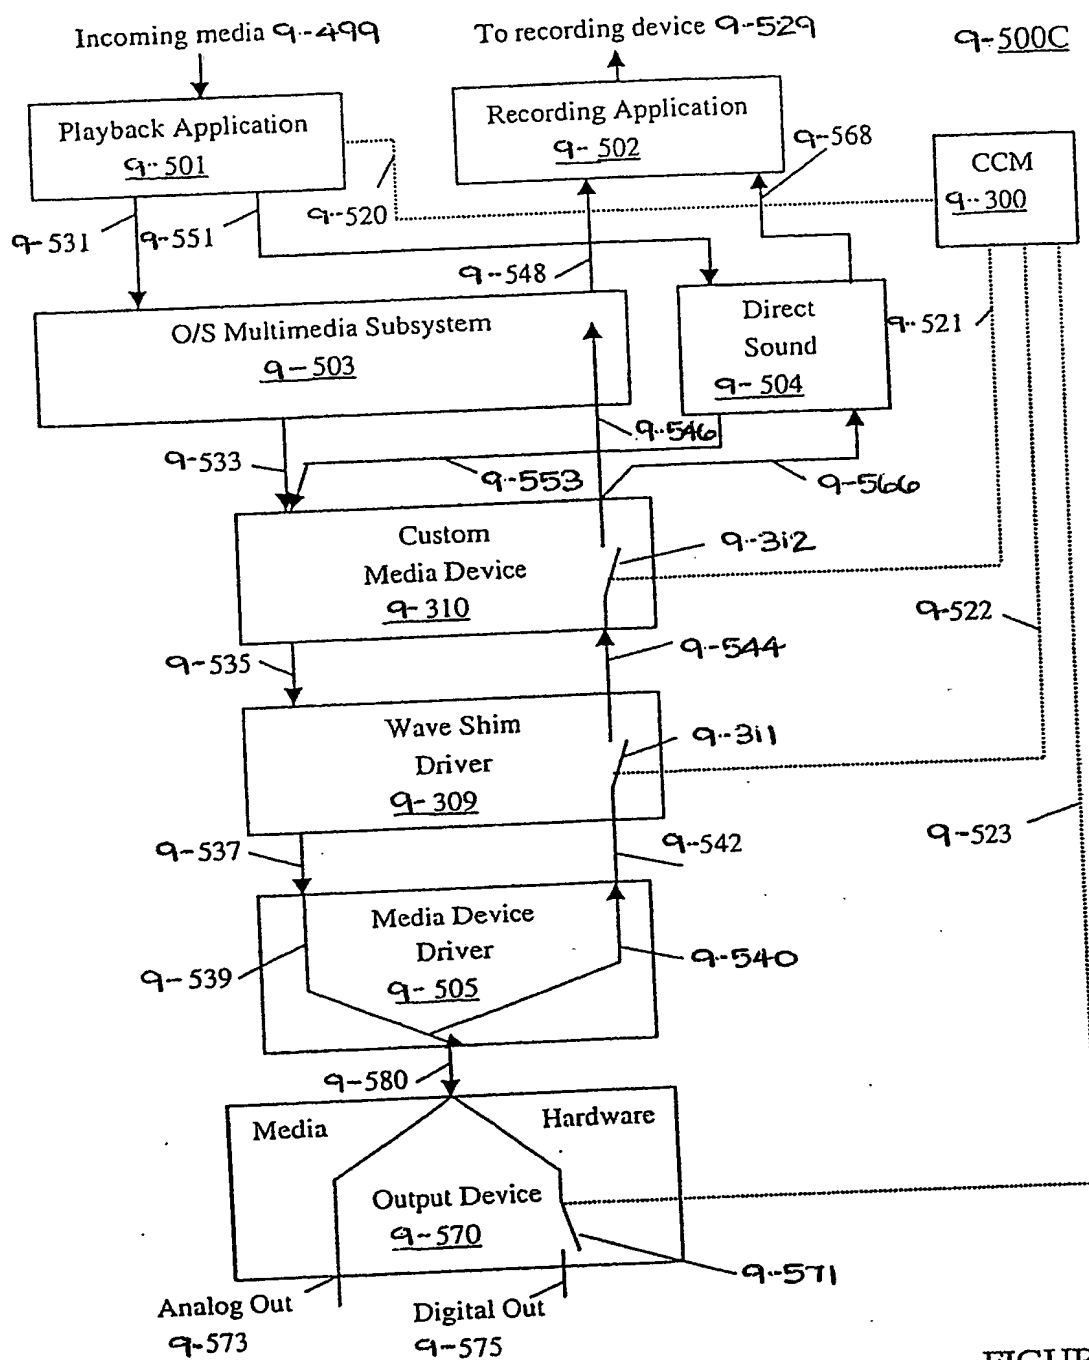 Incoming media 9-499
To recording device 9-529
9-500C
Playback Application
9-501
Recording Application
9-502
9-568
CCM
9-300
9-520
9-531
9-551
9-548
O/S Multimedia Subsystem
9-503
Direct
Sound
9-504
9-521
9-546
9-533
9-553
9-566
Custom
Media Device
9-310
9-312
9-522
9-535
9-544
Wave Shim
Driver
9-309
9-311
9-523
9-537
9-542
Media Device
Driver
9-505
9-539
9-540
9-580
Media
Hardware
Output Device
9-570
9-571
Analog Out
9-573
Digital Out
9-575